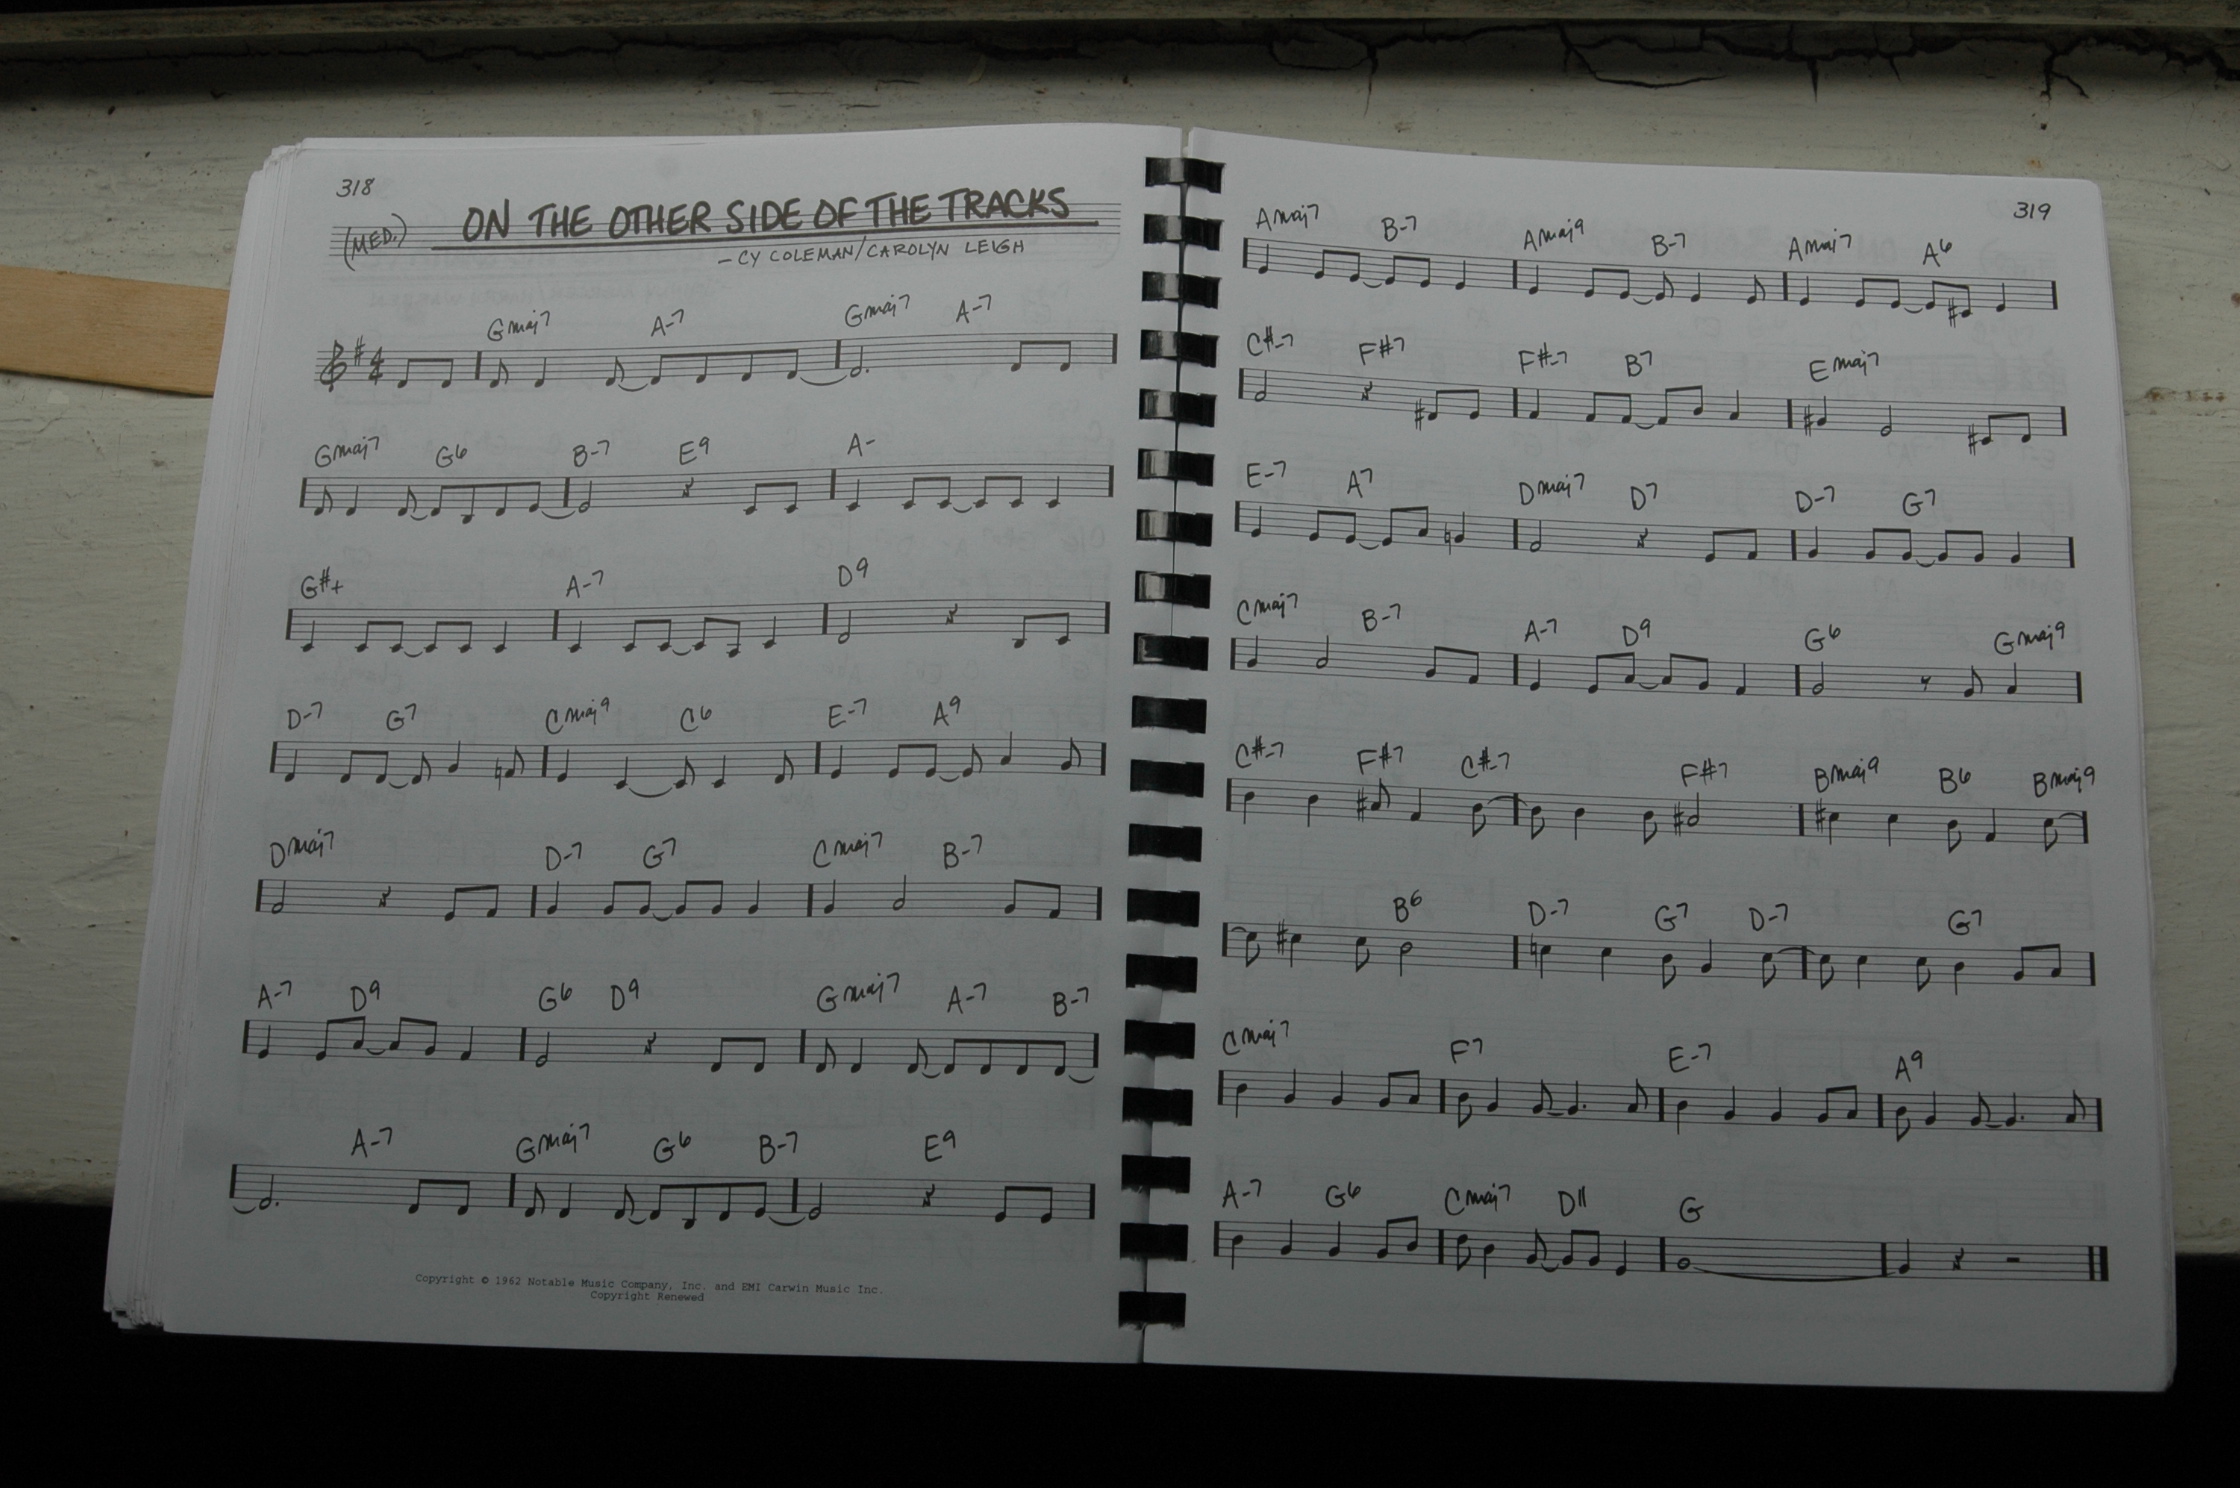 318
(MED.) ON THE OTHER SIDE OF THE TRACKS
- CY COLEMAN/CAROLYN LEIGH
Gmaj7 A-7 Gmaj7 A-7
4
4
Gmaj7 G6 B-7 E9 A-
G#+ A-7 D9
D-7 G7 Cmaj9 C6 E-7 A9
Dmaj7 D-7 G7 Cmaj7 B-7
A-7 D9 G6 D9 Gmaj7 A-7 B-7
A-7 Gmaj7 G6 B-7 E9
Copyright © 1962 Notable Music Company, Inc. and EMI Carwin Music Inc.
Copyright Renewed
319
Amaj7 B-7 Amaj9 B-7 Amaj7 A6
C#-7 F#7 F#-7 B7 Emaj7
E-7 A7 Dmaj7 D7 D-7 G7
Cmaj7 B-7 A-7 D9 G6 Gmaj9
C#-7 F#7 C#-7 F#7 Bmaj9 B6 Bmaj9
B6 D-7 G7 D-7 G7
Cmaj7 F7 E-7 A9
A-7 G6 Cmaj7 D11 G